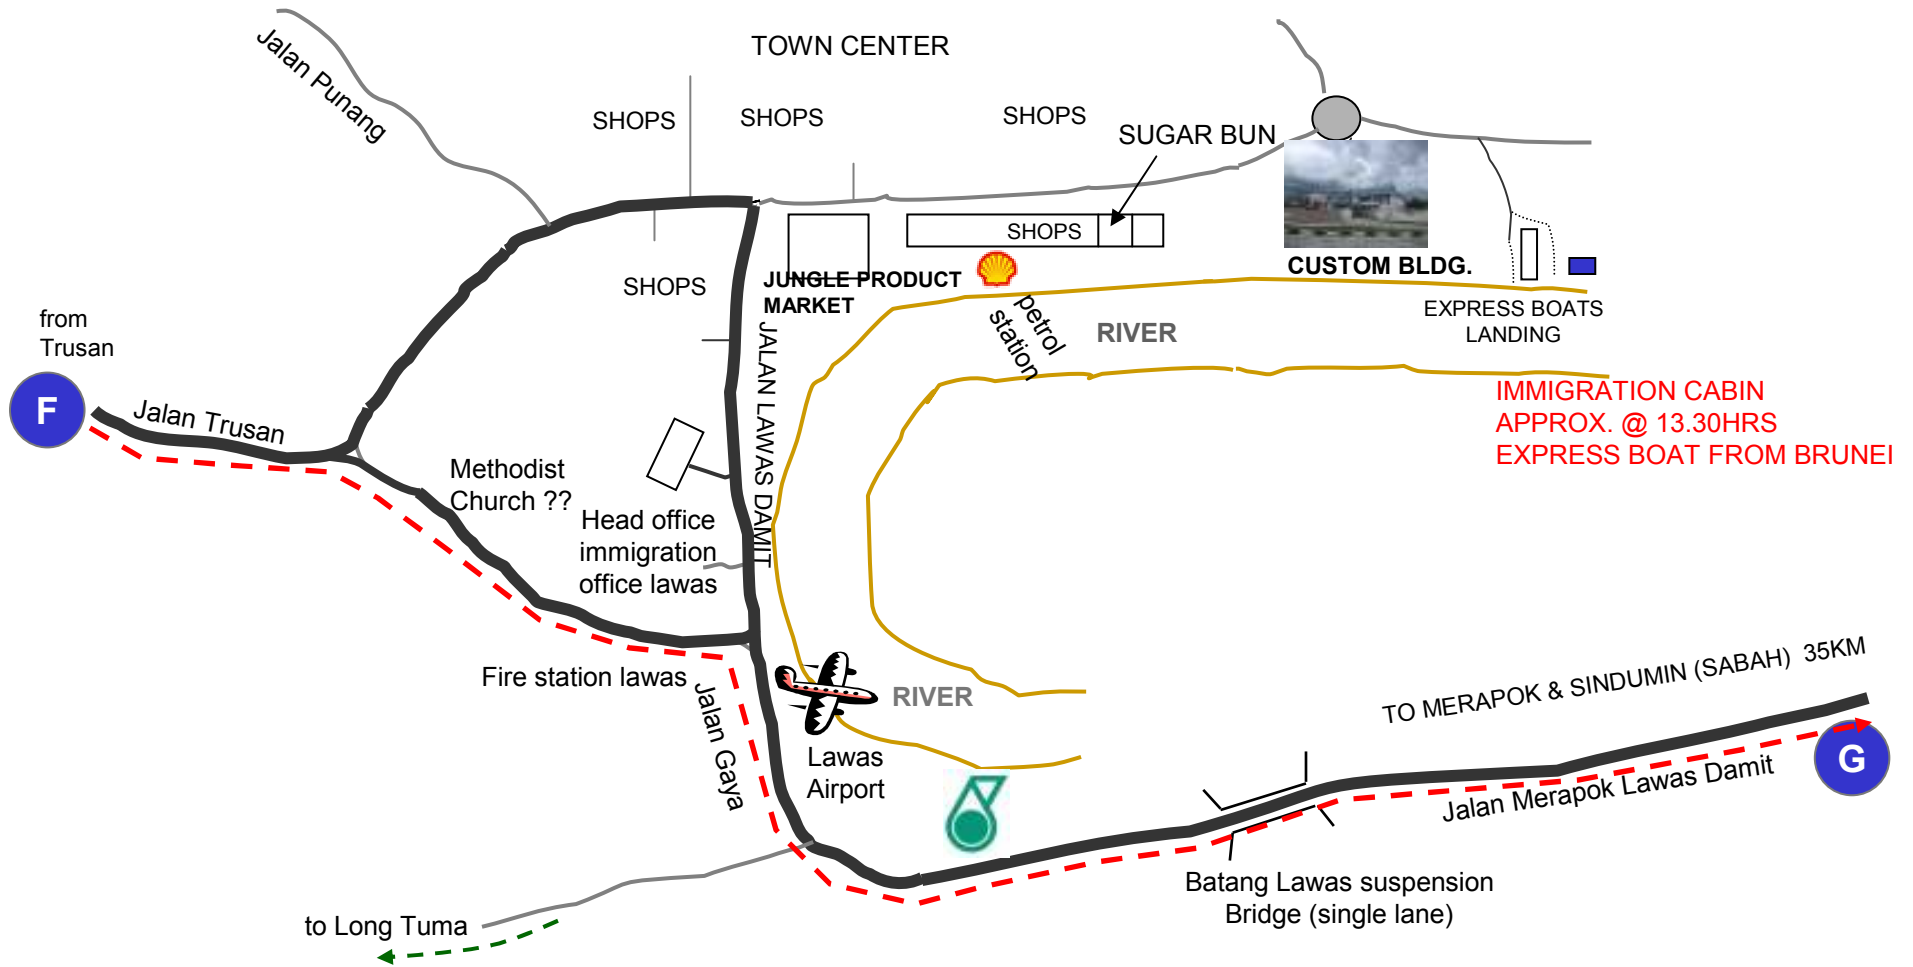 TOWN CENTER
Jalan Punang
SHOPS
SHOPS
SHOPS
SUGAR BUN
SHOPS
SHOPS
JUNGLE PRODUCT
MARKET
CUSTOM BLDG.
EXPRESS BOATS
LANDING
petrol
station
RIVER
from
Trusan
F
Jalan Trusan
JALAN LAWAS DAMIT
IMMIGRATION CABIN
APPROX. @ 13.30HRS
EXPRESS BOAT FROM BRUNEI
Methodist
Church ??
Head office
immigration
office lawas
Fire station lawas
Jalan Gaya
RIVER
Lawas
Airport
TO MERAPOK & SINDUMIN (SABAH) 35KM
G
Jalan Merapok Lawas Damit
Batang Lawas suspension
Bridge (single lane)
to Long Tuma